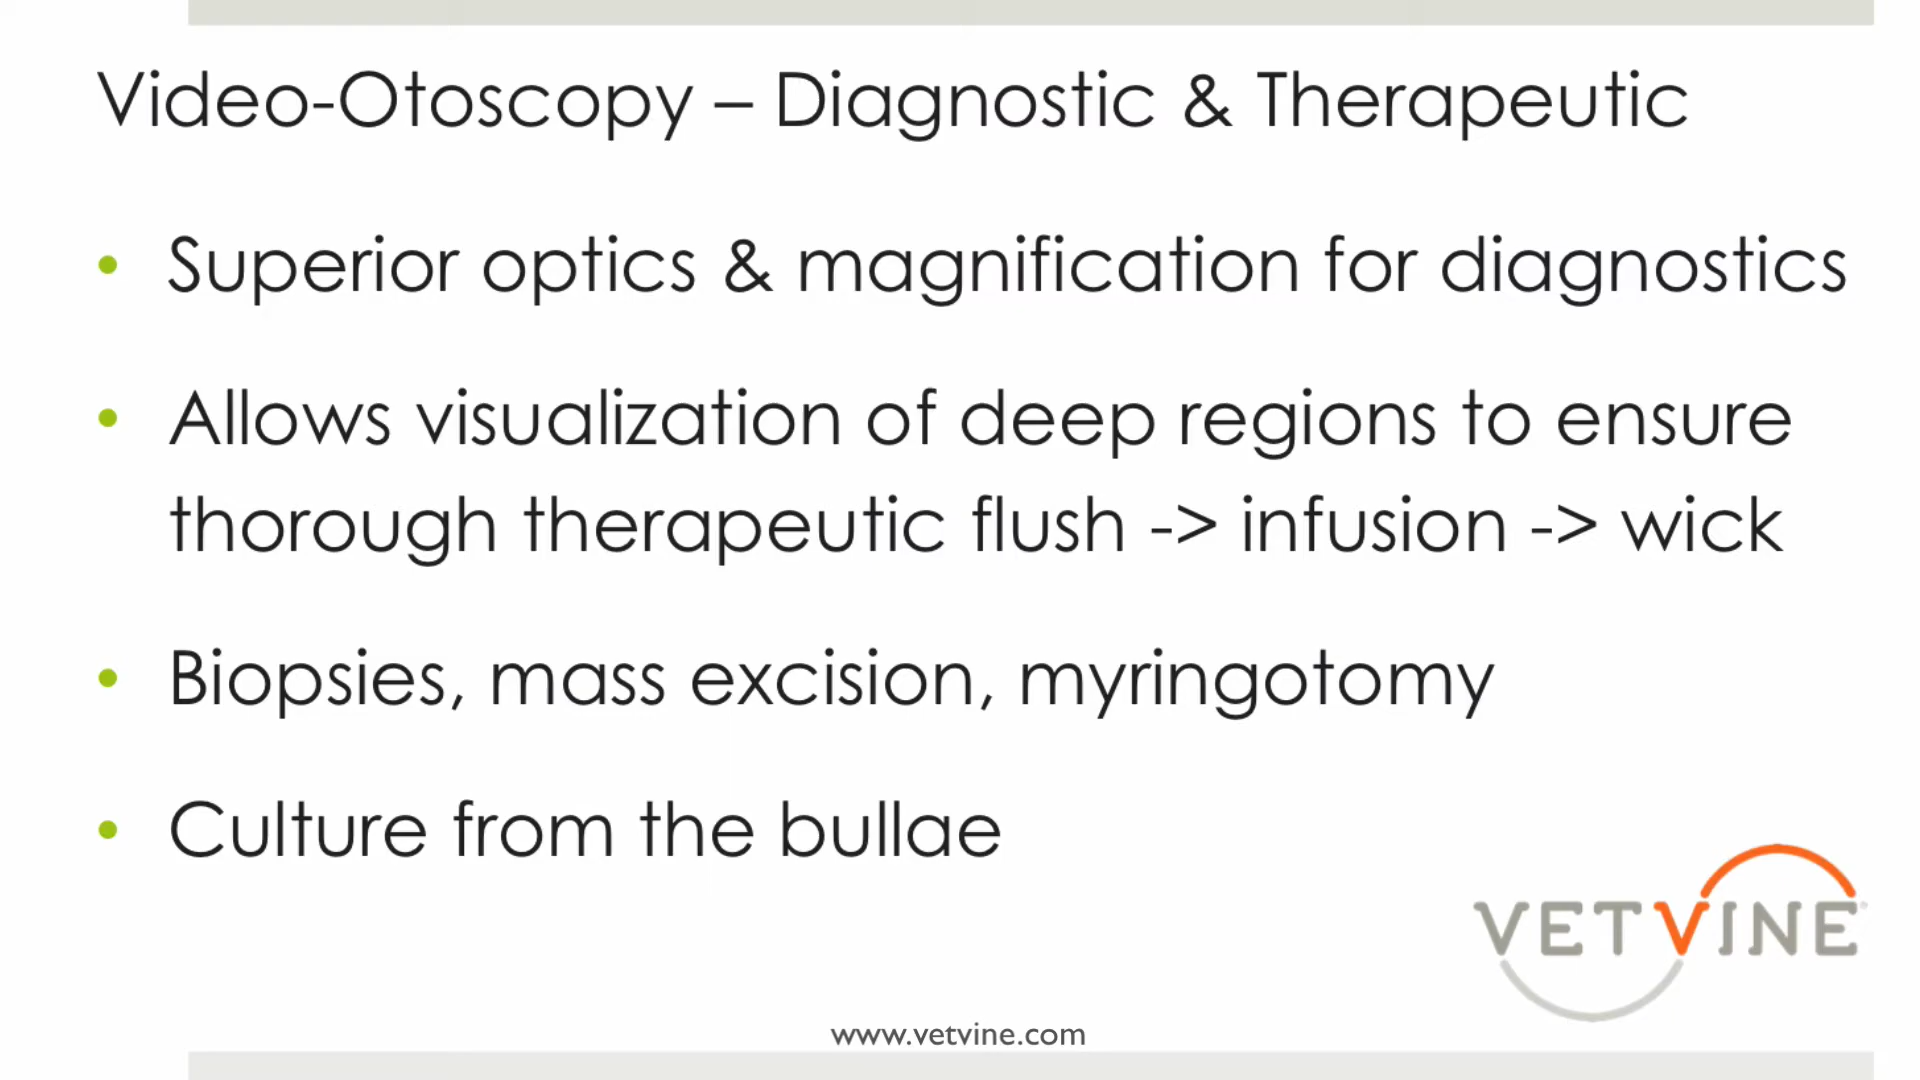 Video-Otoscopy – Diagnostic & Therapeutic
• Superior optics & magnification for diagnostics
• Allows visualization of deep regions to ensure
thorough therapeutic flush -> infusion -> wick
• Biopsies, mass excision, myringotomy
• Culture from the bullae
VETVINE®
www.vetvine.com